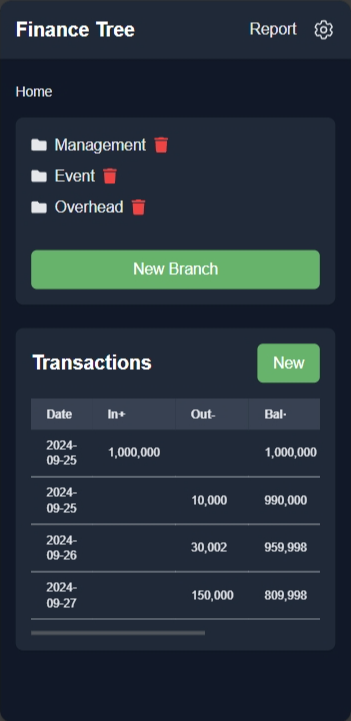 Finance Tree Report
Home
Management
Event
Overhead
New Branch
Transactions New
Date In+ Out- Bal·
2024-
09-25 1,000,000 1,000,000
2024-
09-25 10,000 990,000
2024-
09-26 30,002 959,998
2024-
09-27 150,000 809,998